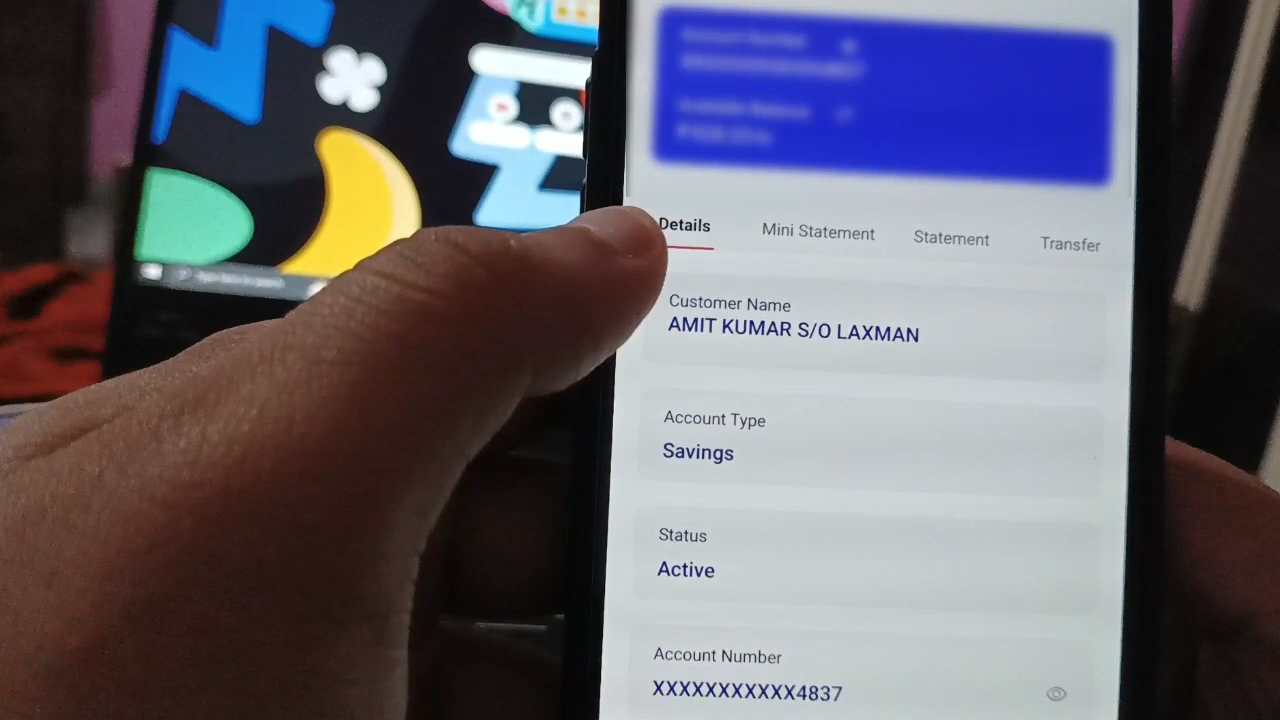 Details Mini Statement Statement Transfer
Customer Name
AMIT KUMAR S/O LAXMAN
Account Type
Savings
Status
Active
Account Number
XXXXXXXXXXX4837